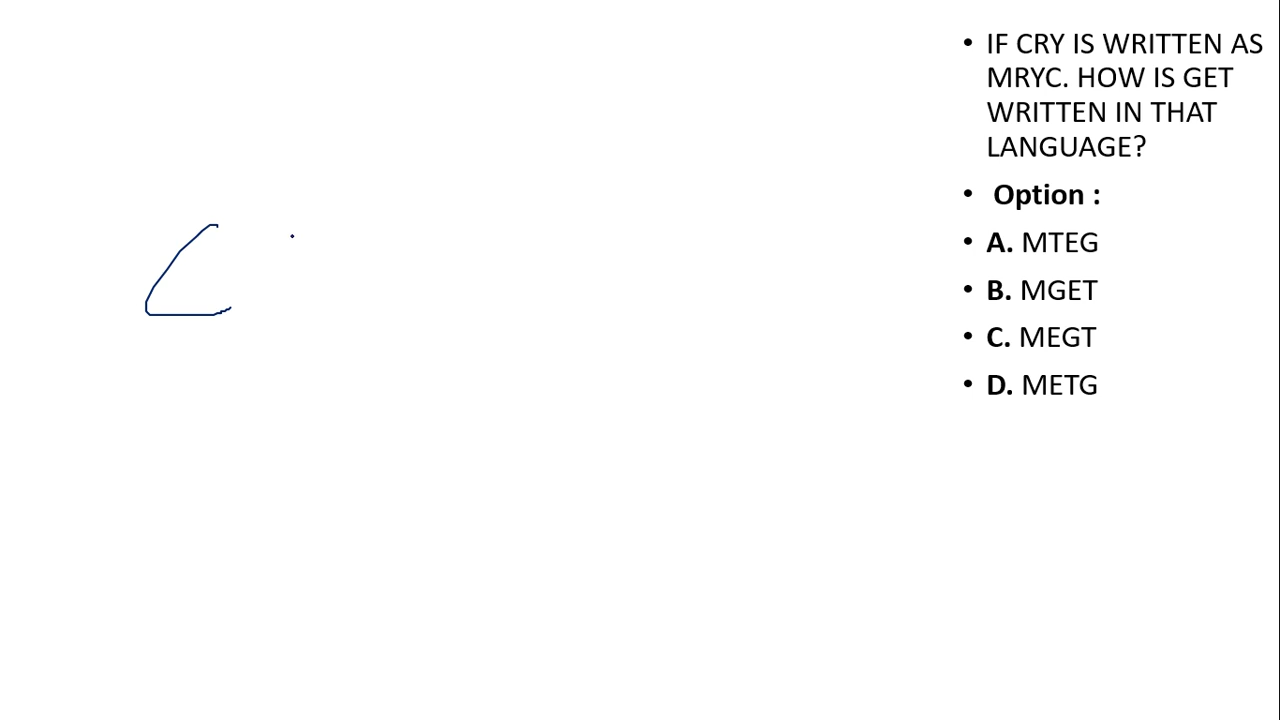 C
• IF CRY IS WRITTEN AS
MRYC. HOW IS GET
WRITTEN IN THAT
LANGUAGE?
• Option :
• A. MTEG
• B. MGET
• C. MEGT
• D. METG